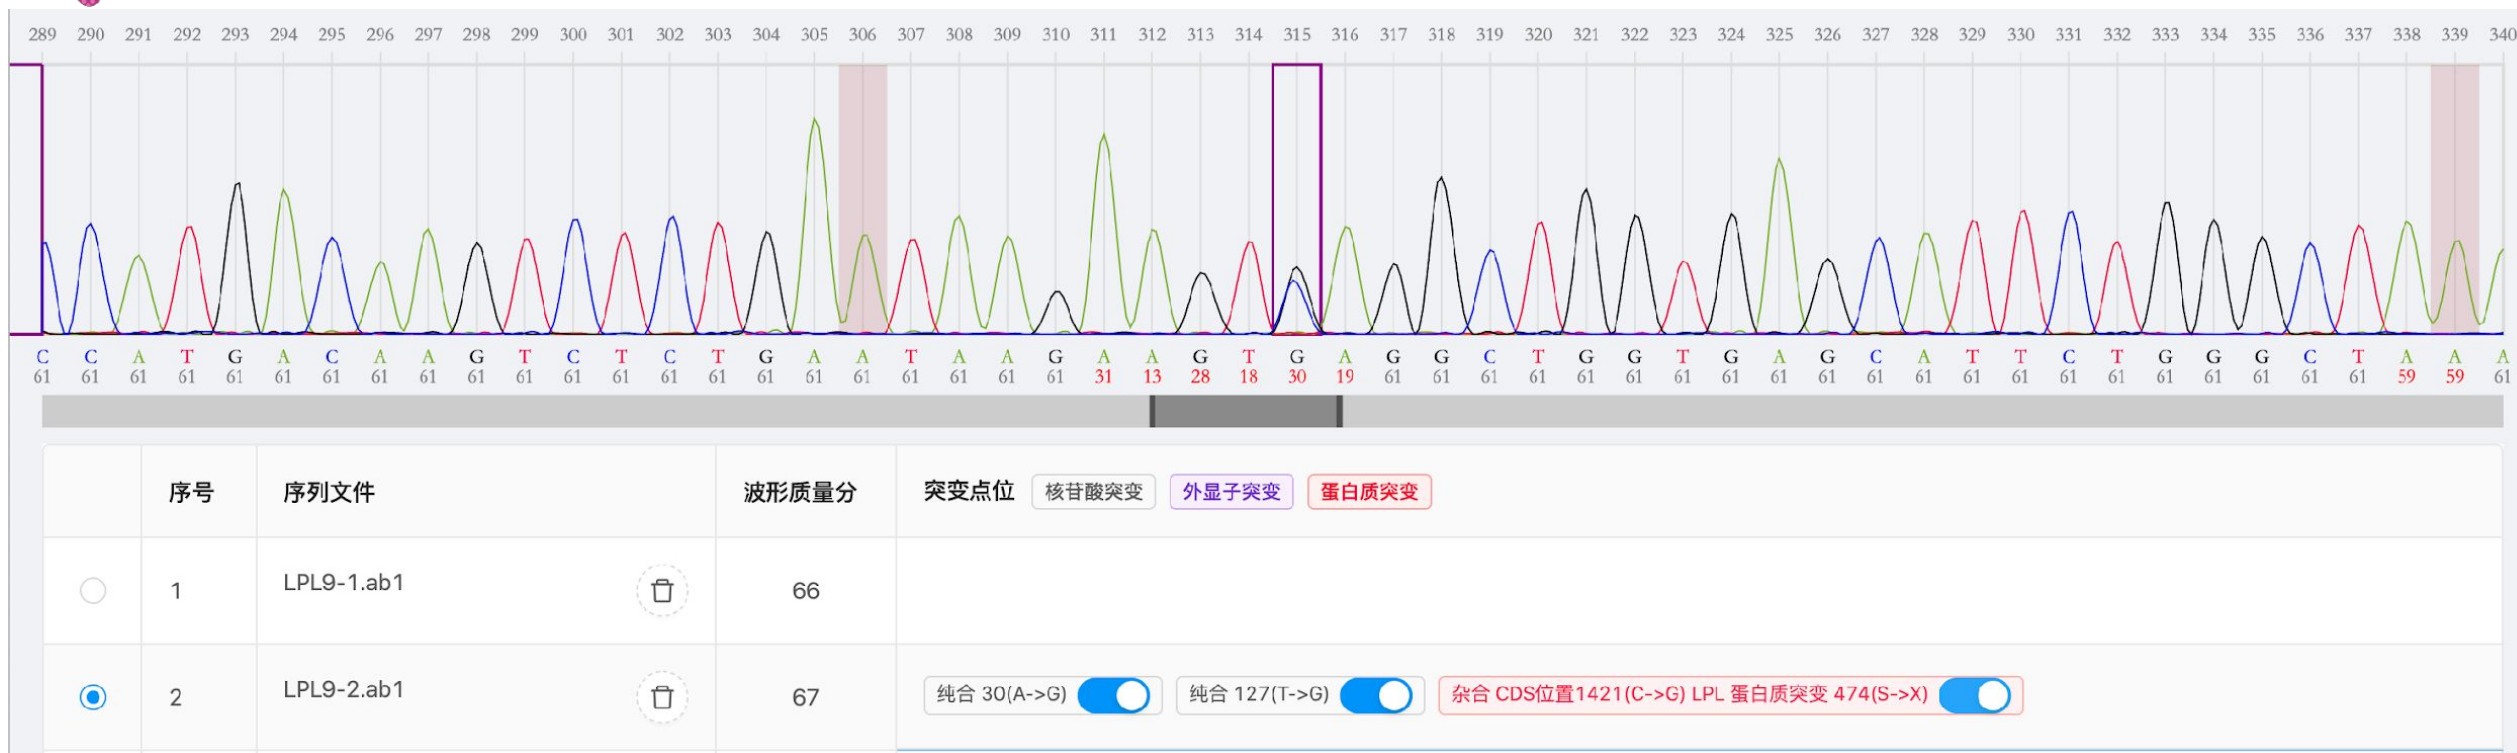 289 290 291 292 293 294 295 296 297 298 299 300 301 302 303 304 305 306 307 308 309 310 311 312 313 314 315 316 317 318 319 320 321 322 323 324 325 326 327 328 329 330 331 332 333 334 335 336 337 338 339 340
C C A T G A C A A G T C T C T G A A T A A G A A G T G A G G C T G G T G A G C A T T C T G G G C T A A A
61 61 61 61 61 61 61 61 61 61 61 61 61 61 61 61 61 61 61 61 61 61 31 13 28 18 30 19 61 61 61 61 61 61 61 61 61 61 61 61 61 61 61 61 61 61 61 61 61 59 59 61
序号 序列文件 波形质量分 突变点位 核苷酸突变 外显子突变 蛋白质突变
1 LPL9-1.ab1 66
2 LPL9-2.ab1 67 纯合 30(A->G) 纯合 127(T->G) 杂合 CDS位置1421(C->G) LPL 蛋白质突变 474(S->X)